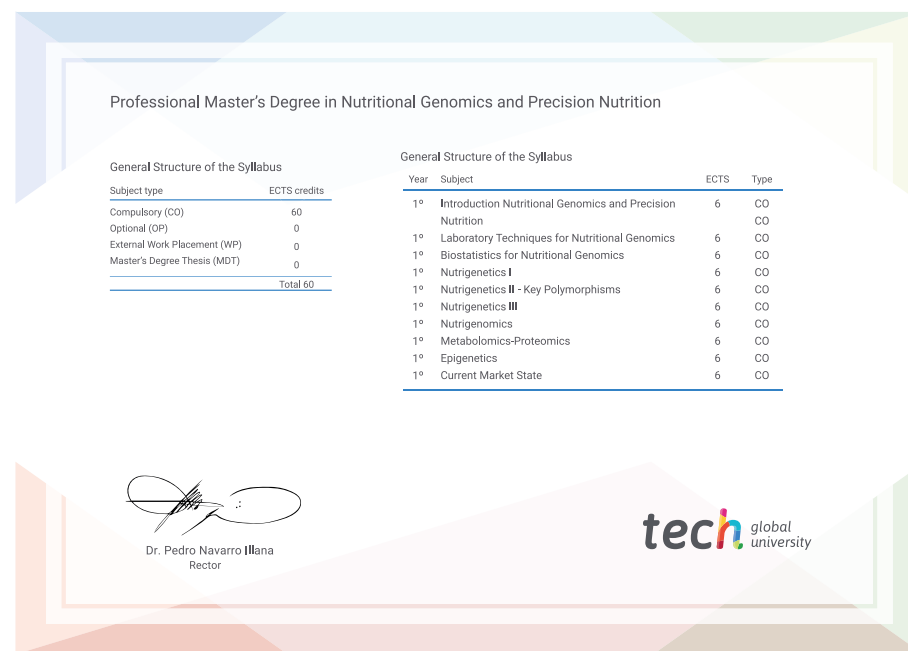 Professional Master's Degree in Nutritional Genomics and Precision Nutrition
General Structure of the Syllabus
Subject type ECTS credits
Compulsory (CO) 60
Optional (OP) 0
External Work Placement (WP) 0
Master's Degree Thesis (MDT) 0
Total 60
General Structure of the Syllabus
Year Subject ECTS Type
1º Introduction Nutritional Genomics and Precision 6 CO
Nutrition CO
1º Laboratory Techniques for Nutritional Genomics 6 CO
1º Biostatistics for Nutritional Genomics 6 CO
1º Nutrigenetics I 6 CO
1º Nutrigenetics II - Key Polymorphisms 6 CO
1º Nutrigenetics III 6 CO
1º Nutrigenomics 6 CO
1º Metabolomics-Proteomics 6 CO
1º Epigenetics 6 CO
1º Current Market State 6 CO
Dr. Pedro Navarro Illana
Rector
tech global
university